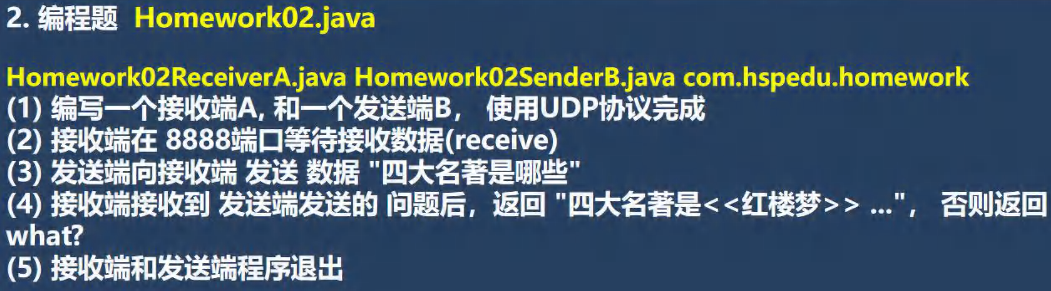 2. 编程题 Homework02.java
Homework02ReceiverA.java Homework02SenderB.java com.hspedu.homework
(1) 编写一个接收端A, 和一个发送端B， 使用UDP协议完成
(2) 接收端在 8888端口等待接收数据(receive)
(3) 发送端向接收端 发送 数据 "四大名著是哪些"
(4) 接收端接收到 发送端发送的 问题后，返回 "四大名著是<<红楼梦>> ..."， 否则返回
what?
(5) 接收端和发送端程序退出